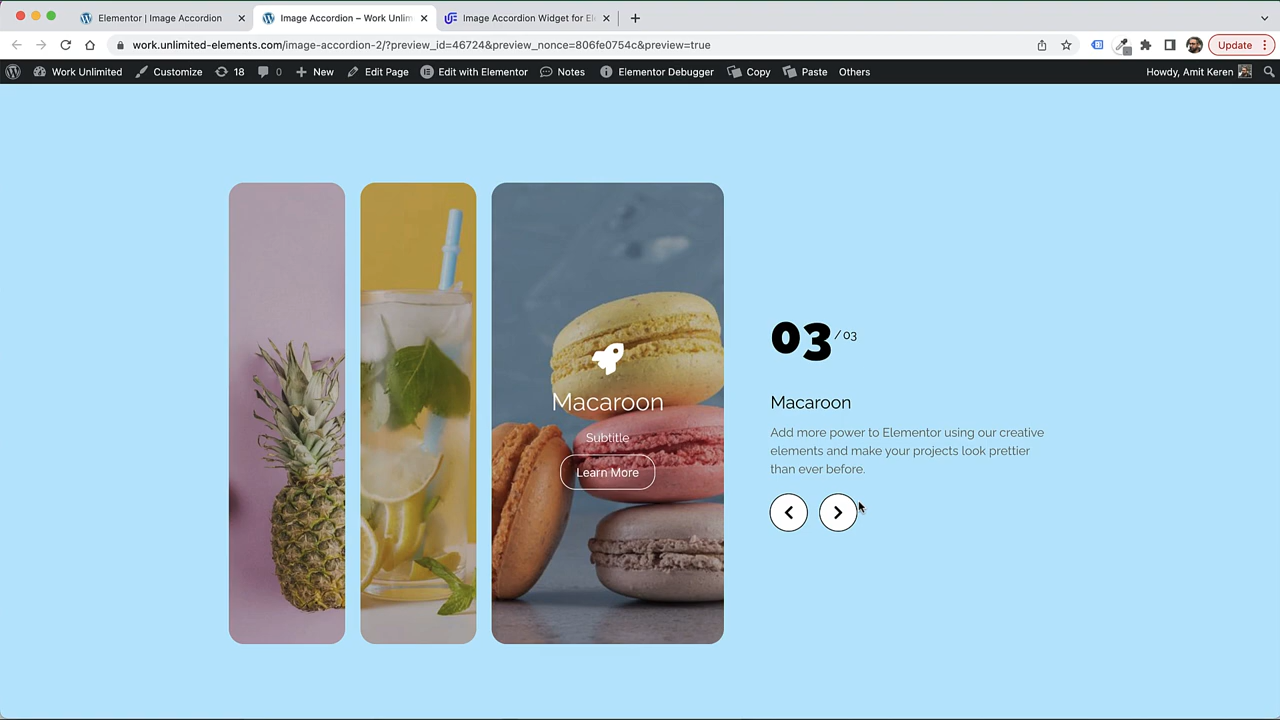 Elementor | Image Accordion
Image Accordion – Work Unlim
Image Accordion Widget for El
work.unlimited-elements.com/image-accordion-2/?preview_id=46724&preview_nonce=806fe0754c&preview=true
Update
Work Unlimited
Customize
18
0
New
Edit Page
Edit with Elementor
Notes
Elementor Debugger
Copy
Paste
Others
Howdy, Amit Keren
Macaroon
Subtitle
Learn More
03 / 03
Macaroon
Add more power to Elementor using our creative
elements and make your projects look prettier
than ever before.